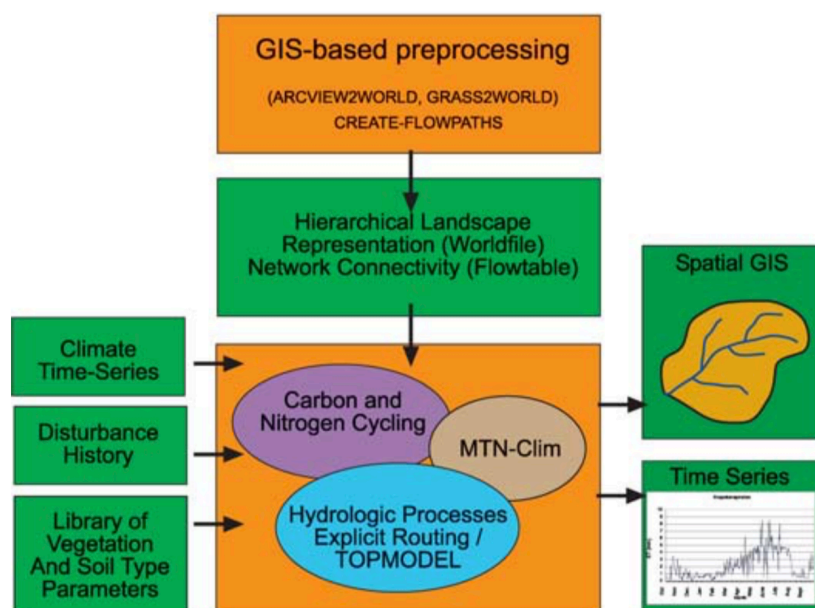 GIS-based preprocessing
(ARCVIEW2WORLD, GRASS2WORLD)
CREATE-FLOWPATHS
Hierarchical Landscape
Representation (Worldfile)
Network Connectivity (Flowtable)
Spatial GIS
Climate
Time-Series
Carbon and
Nitrogen Cycling
MTN-Clim
Disturbance
History
Hydrologic Processes
Explicit Routing /
TOPMODEL
Library of
Vegetation
And Soil Type
Parameters
Time Series